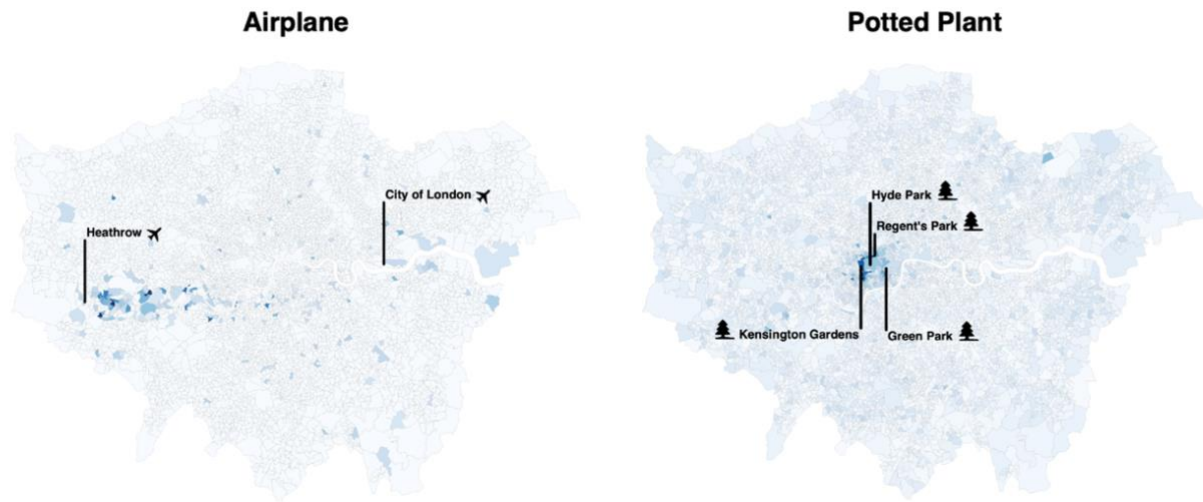 Airplane
Potted Plant
City of London
Heathrow
Hyde Park
Regent's Park
Kensington Gardens
Green Park